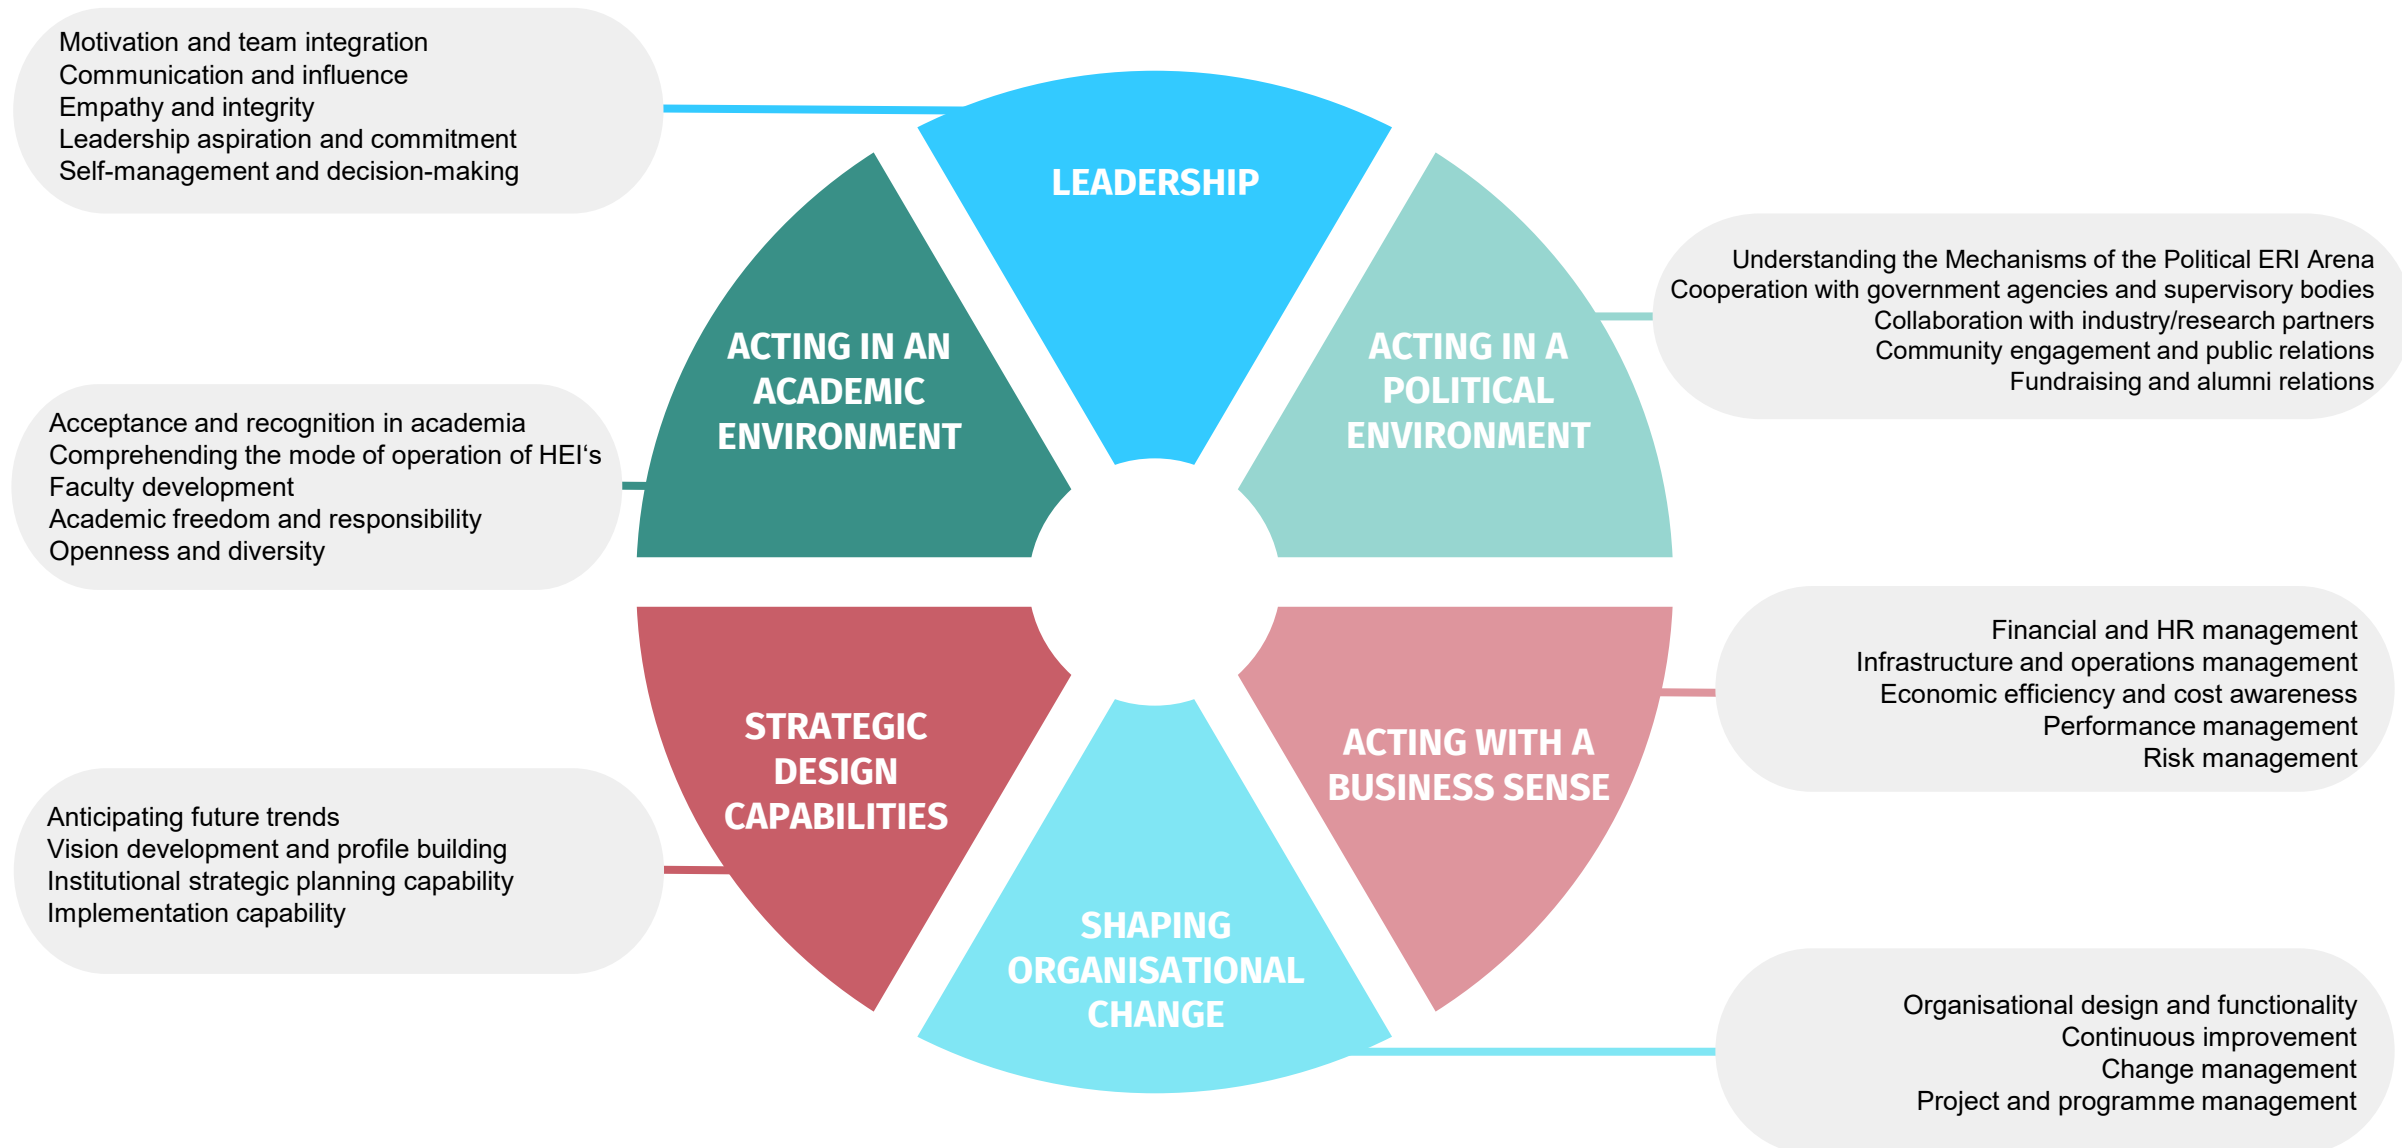 Motivation and team integration
Communication and influence
Empathy and integrity
Leadership aspiration and commitment
Self-management and decision-making
LEADERSHIP
Understanding the Mechanisms of the Political ERI Arena
Cooperation with government agencies and supervisory bodies
Collaboration with industry/research partners
Community engagement and public relations
Fundraising and alumni relations
ACTING IN AN
ACADEMIC
ENVIRONMENT
ACTING IN A
POLITICAL
ENVIRONMENT
Acceptance and recognition in academia
Comprehending the mode of operation of HEI‘s
Faculty development
Academic freedom and responsibility
Openness and diversity
Financial and HR management
Infrastructure and operations management
Economic efficiency and cost awareness
Performance management
Risk management
STRATEGIC
DESIGN
CAPABILITIES
ACTING WITH A
BUSINESS SENSE
Anticipating future trends
Vision development and profile building
Institutional strategic planning capability
Implementation capability
SHAPING
ORGANISATIONAL
CHANGE
Organisational design and functionality
Continuous improvement
Change management
Project and programme management